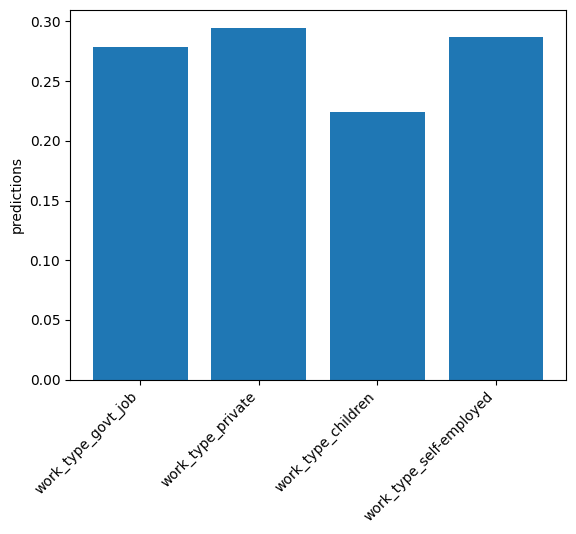 0.30
0.25
0.20
0.15
0.10
0.05
0.00
predictions
work_type_govt_job
work_type_private
work_type_children
work_type_self-employed